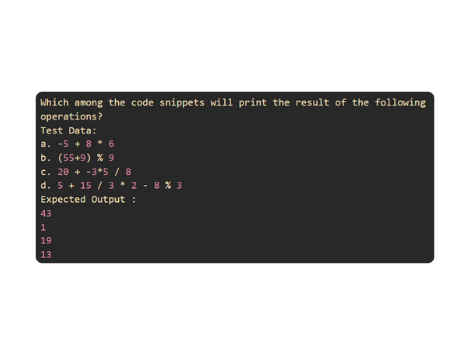 Which among the code snippets will print the result of the following
operations?
Test Data:
a. -5 + 8 * 6
b. (55+9) % 9
c. 20 + -3*5 / 8
d. 5 + 15 / 3 * 2 - 8 % 3
Expected Output :
43
1
19
13